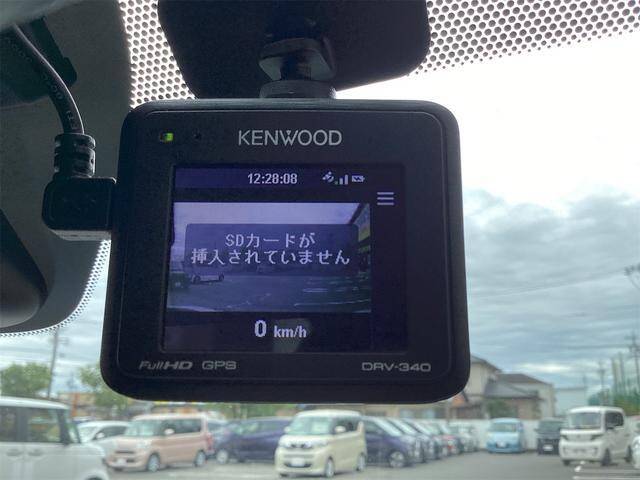 KENWOOD
12:28:08
SDカードが
挿入されていません
0 km/h
Full HD GPS DRV-340